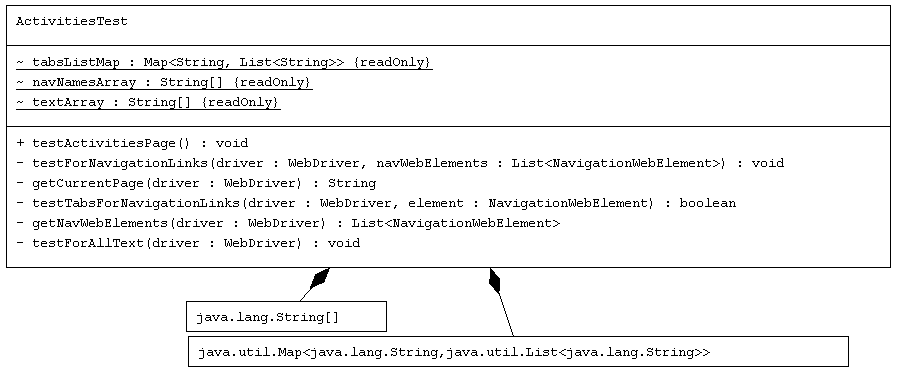 ActivitiesTest
~ tabsListMap : Map<String, List<String>> {readOnly}
~ navNamesArray : String[] {readOnly}
~ textArray : String[] {readOnly}
+ testActivitiesPage() : void
- testForNavigationLinks(driver : WebDriver, navWebElements : List<NavigationWebElement>) : void
- getCurrentPage(driver : WebDriver) : String
- testTabsForNavigationLinks(driver : WebDriver, element : NavigationWebElement) : boolean
- getNavWebElements(driver : WebDriver) : List<NavigationWebElement>
- testForAllText(driver : WebDriver) : void
java.lang.String[]
java.util.Map<java.lang.String,java.util.List<java.lang.String>>